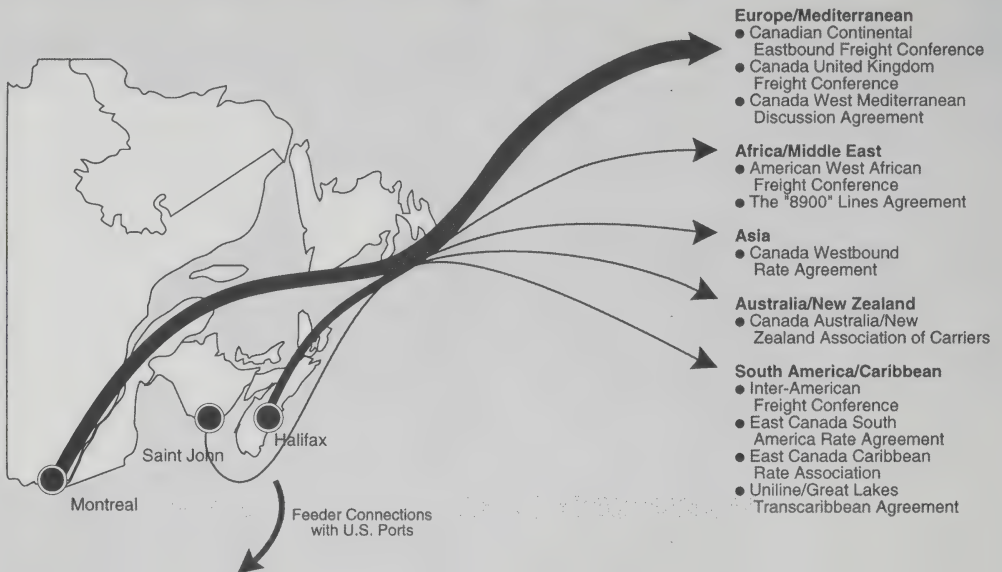 Europe/Mediterranean
● Canadian Continental
Eastbound Freight Conference
● Canada United Kingdom
Freight Conference
● Canada West Mediterranean
Discussion Agreement
Africa/Middle East
● American West African
Freight Conference
● The "8900" Lines Agreement
Asia
● Canada Westbound
Rate Agreement
Australia/New Zealand
● Canada Australia/New
Zealand Association of Carriers
South America/Caribbean
● Inter-American
Freight Conference
● East Canada South
America Rate Agreement
● East Canada Caribbean
Rate Association
● Uniline/Great Lakes
Transcaribbean Agreement
Halifax
Saint John
Montreal
Feeder Connections
with U.S. Ports